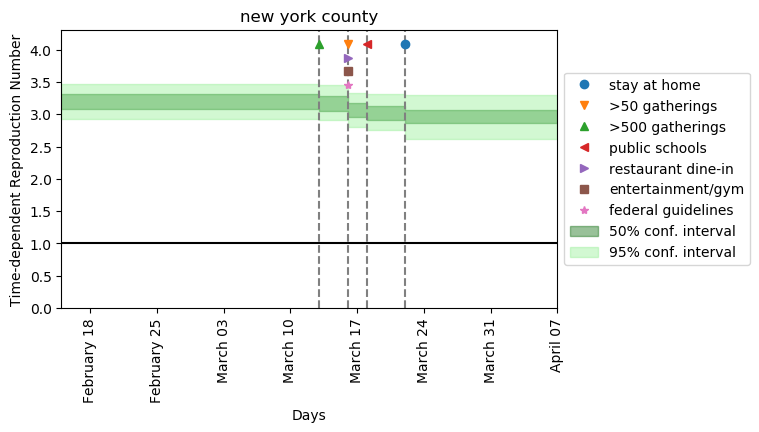 new york county
Time-dependent Reproduction Number
4.0
3.5
3.0
2.5
2.0
1.5
1.0
0.5
0.0
February 18
February 25
March 03
March 10
March 17
March 24
March 31
April 07
Days
stay at home
>50 gatherings
>500 gatherings
public schools
restaurant dine-in
entertainment/gym
federal guidelines
50% conf. interval
95% conf. interval